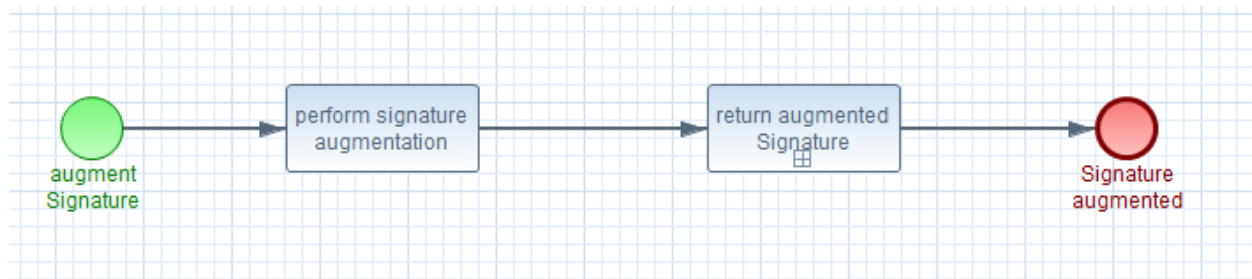 augment
Signature
perform signature
augmentation
return augmented
Signature
Signature
augmented